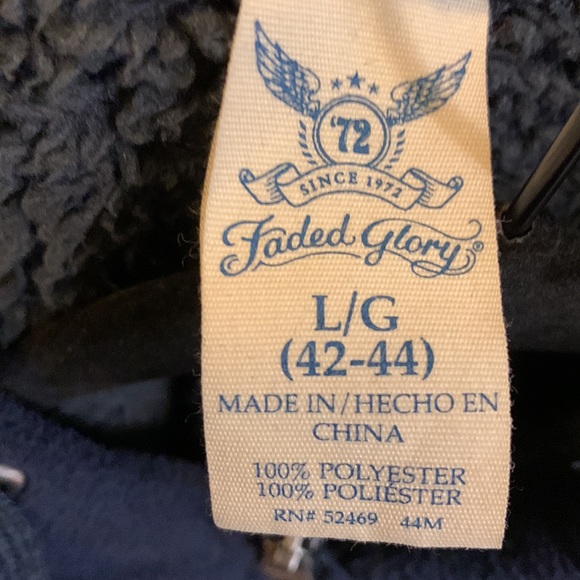 '72
SINCE 1972
Faded Glory®
L/G
(42-44)
MADE IN/HECHO EN
CHINA
100% POLYESTER
100% POLIÉSTER
RN# 52469 44M